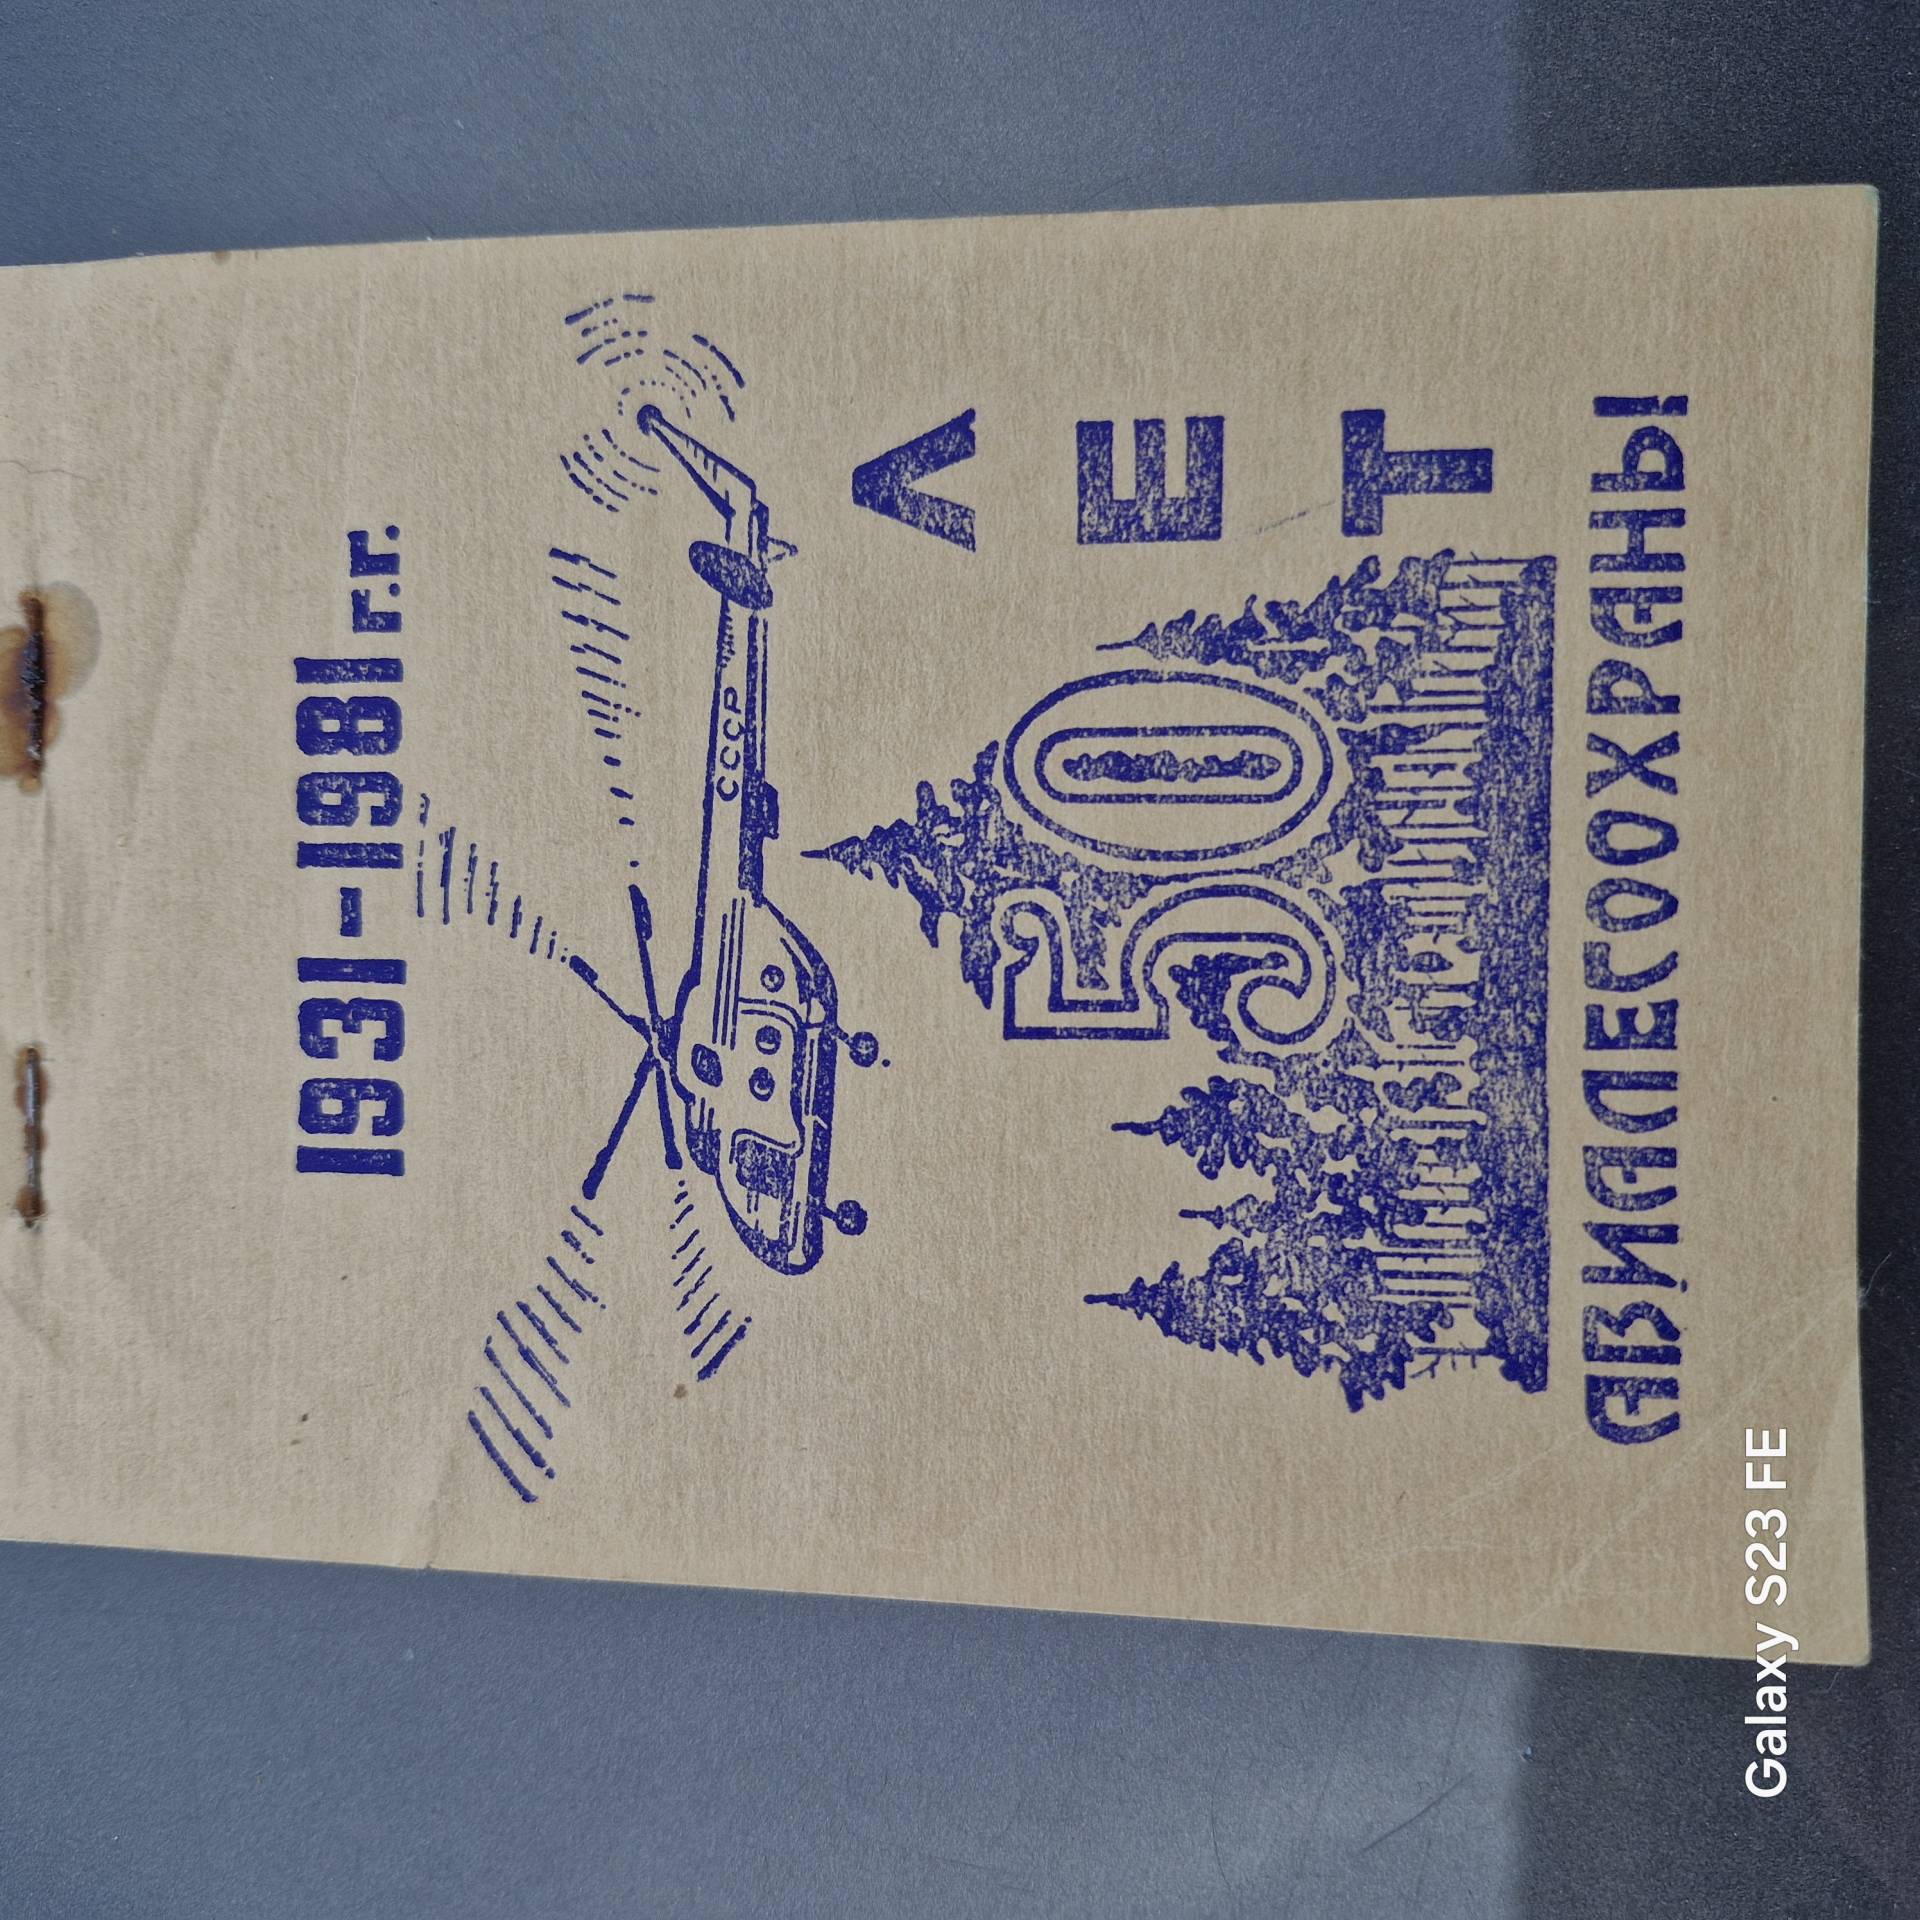 1931-1981 г.г.
СССР
50 ЛЕТ
АВИАЛЕСООХРАНЫ
Galaxy S23 FE